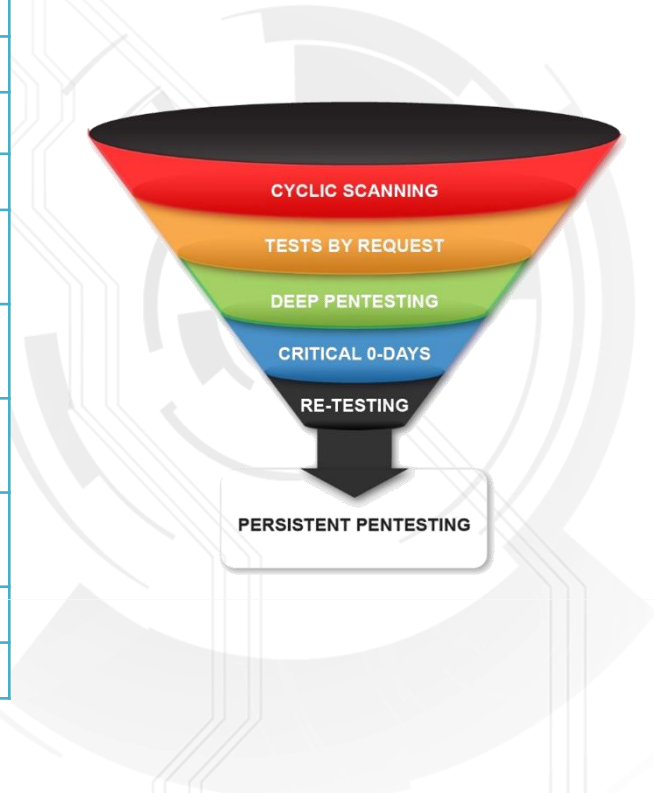 CYCLIC SCANNING
TESTS BY REQUEST
DEEP PENTESTING
CRITICAL 0-DAYS
RE-TESTING
PERSISTENT PENTESTING